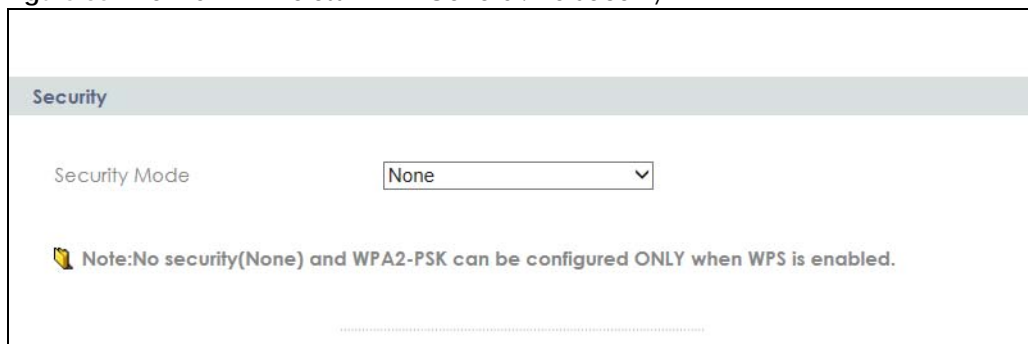 Security
Security Mode
None
Note:No security(None) and WPA2-PSK can be configured ONLY when WPS is enabled.